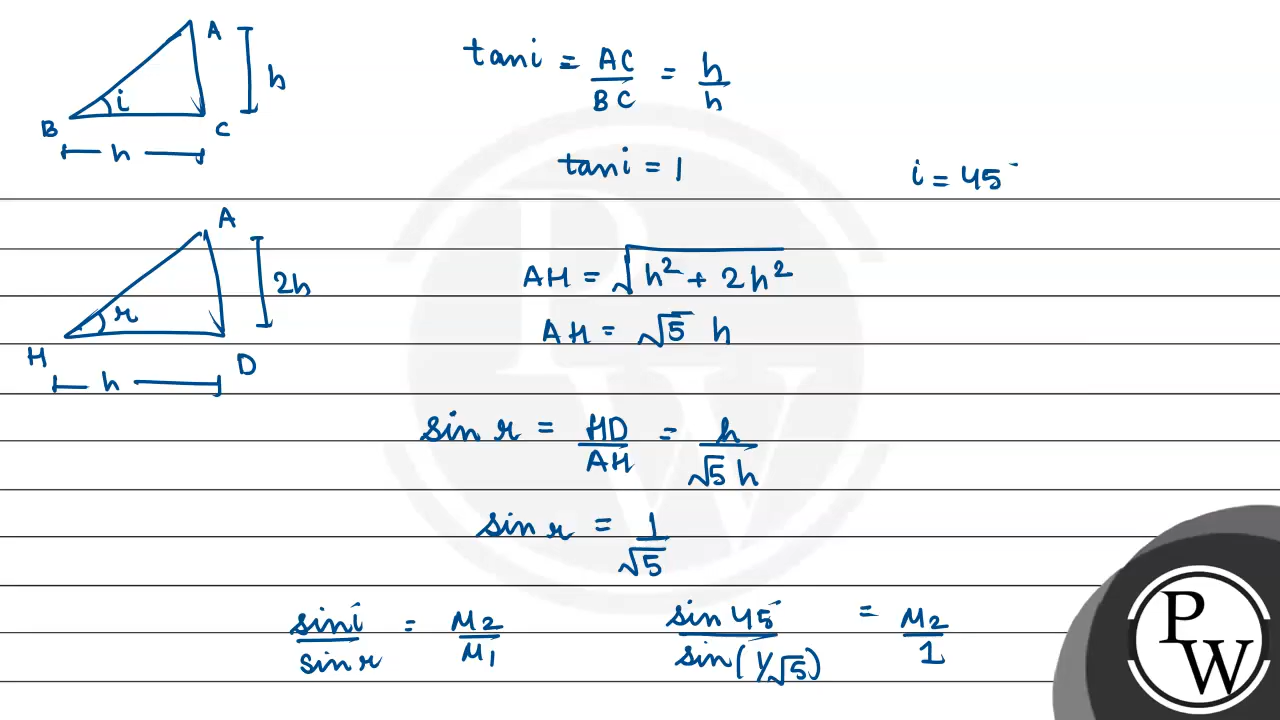 A
h
i
B
C
h
tan i = AC/BC = h/h
tan i = 1
i = 45°
A
2h
r
H
D
h
AH = √h² + 2h²
AH = √5 h
sin r = HD/AH = h/√5 h
sin r = 1/√5
sin i/sin r = μ2/μ1
sin 45°/sin(1/√5) = μ2/1
PW